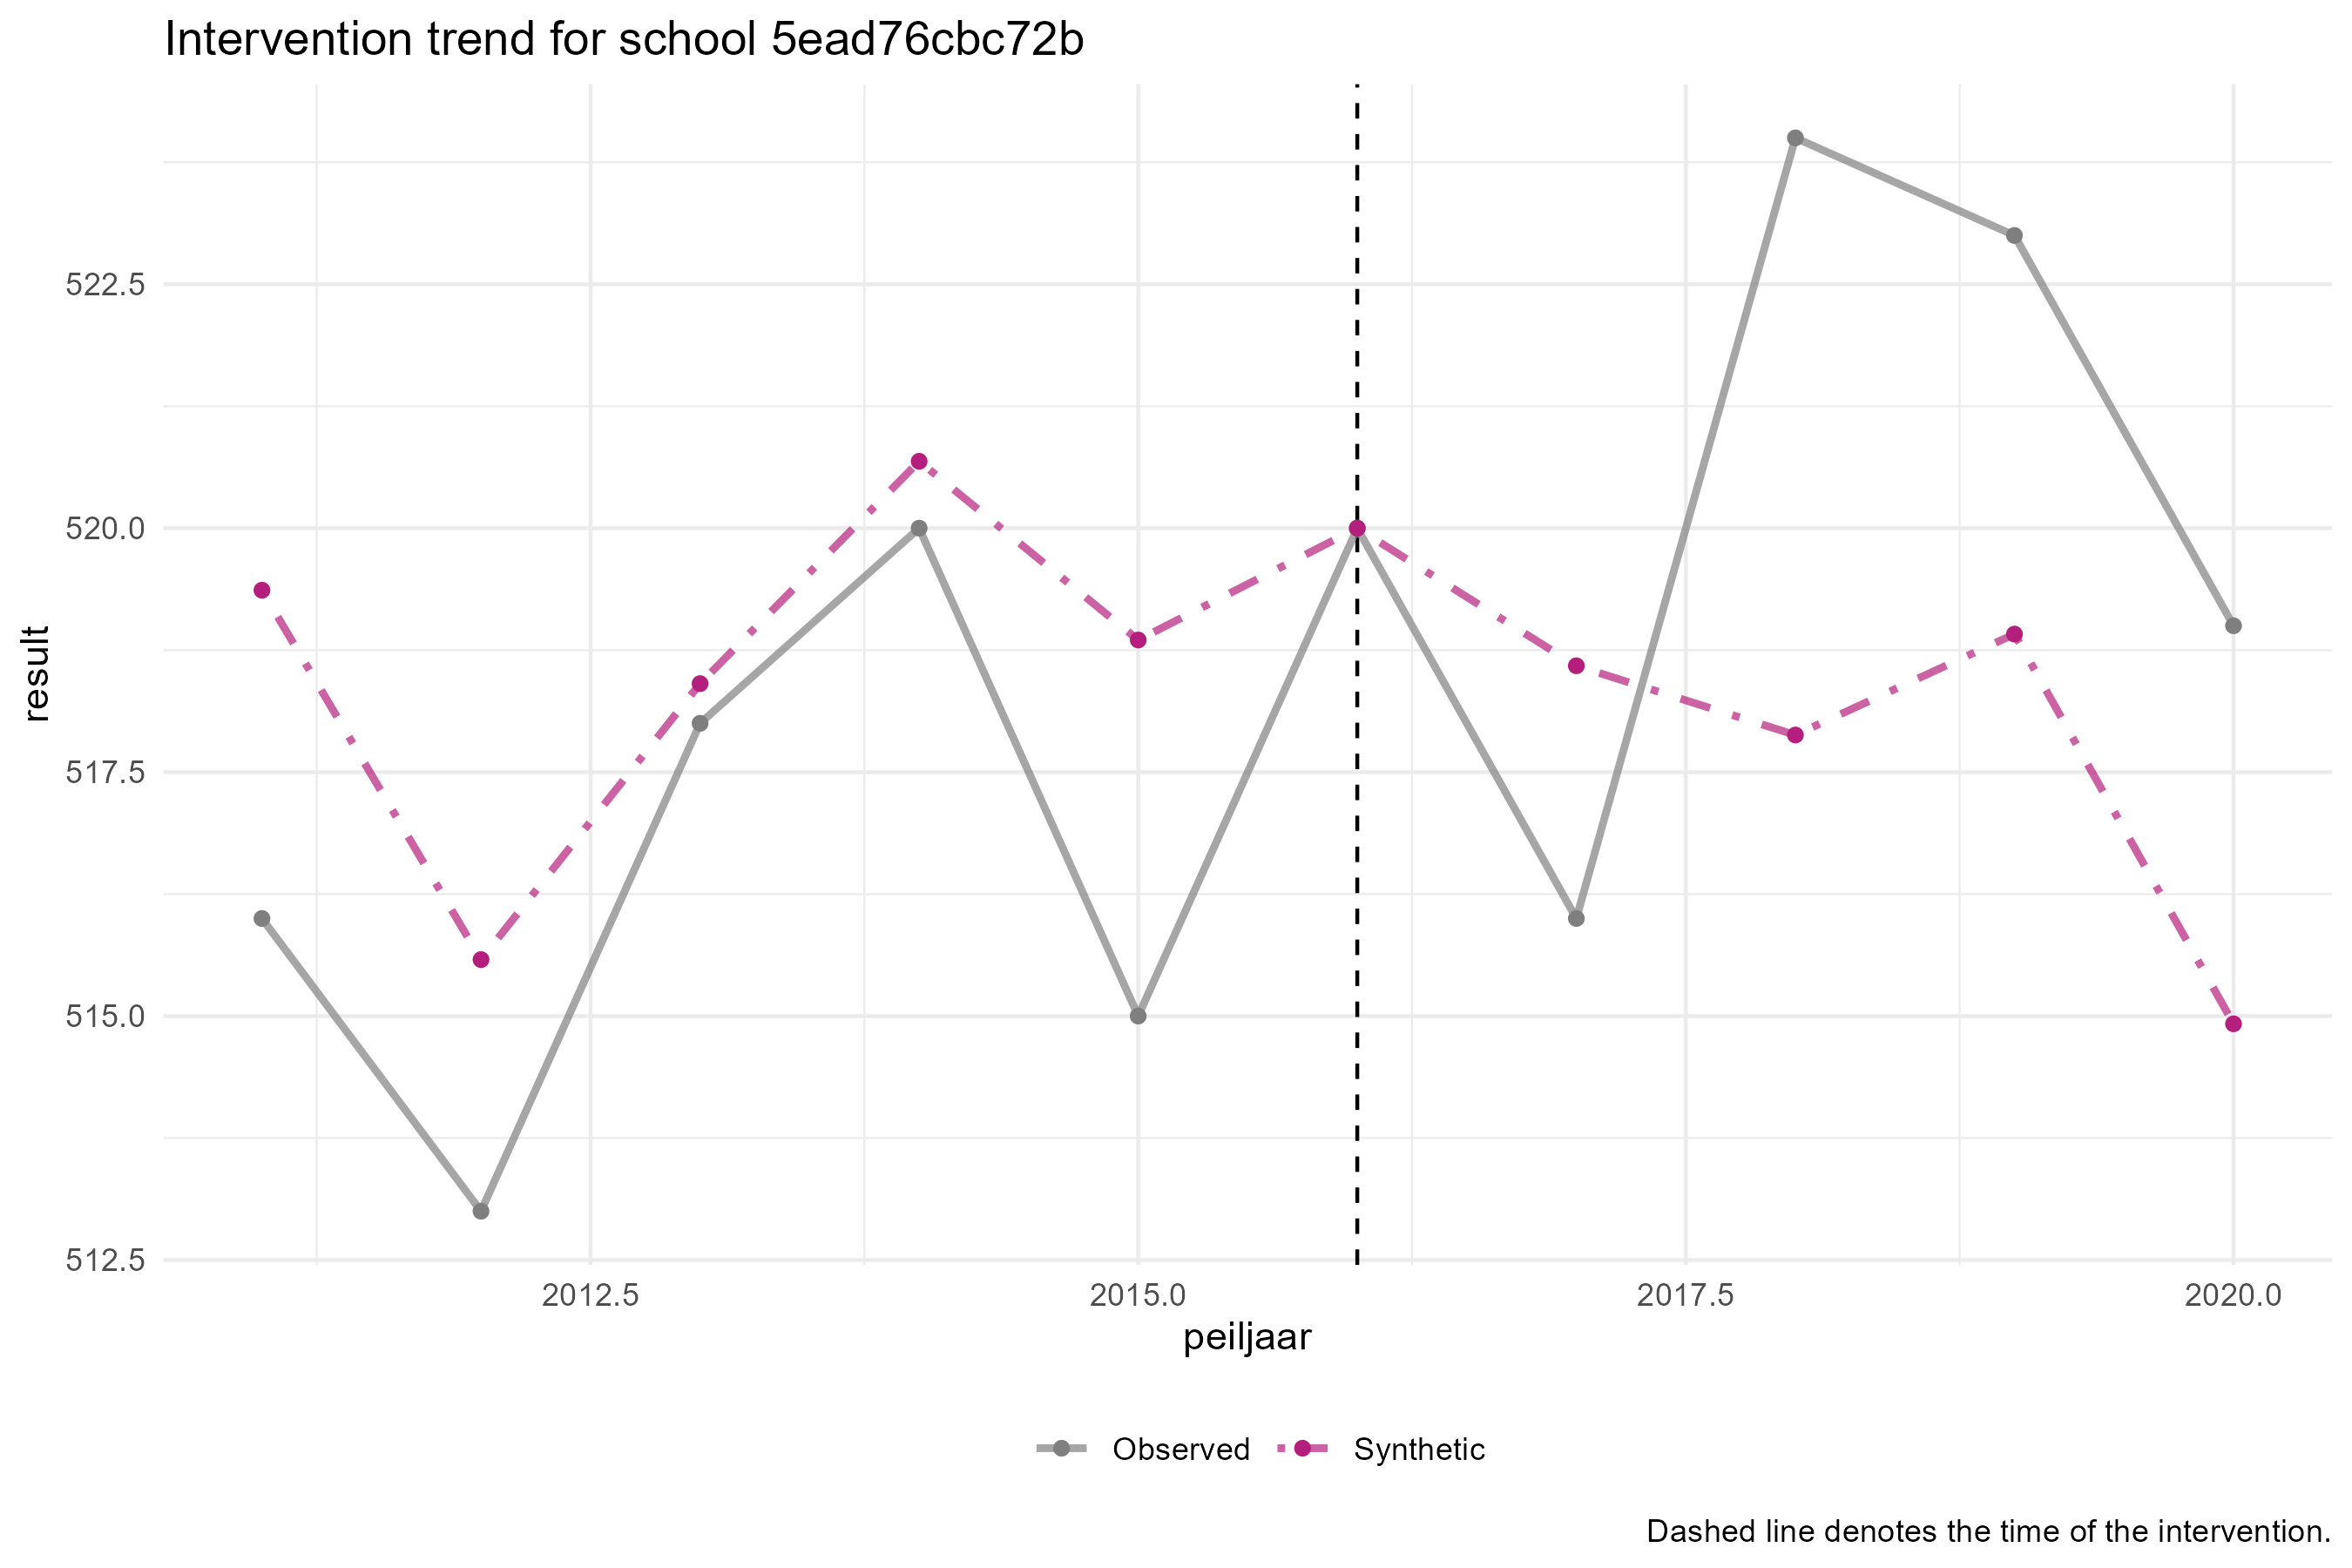 Intervention trend for school 5ead76cbc72b
result
522.5
520.0
517.5
515.0
512.5
2012.5 2015.0 2017.5 2020.0
peiljaar
Observed Synthetic
Dashed line denotes the time of the intervention.